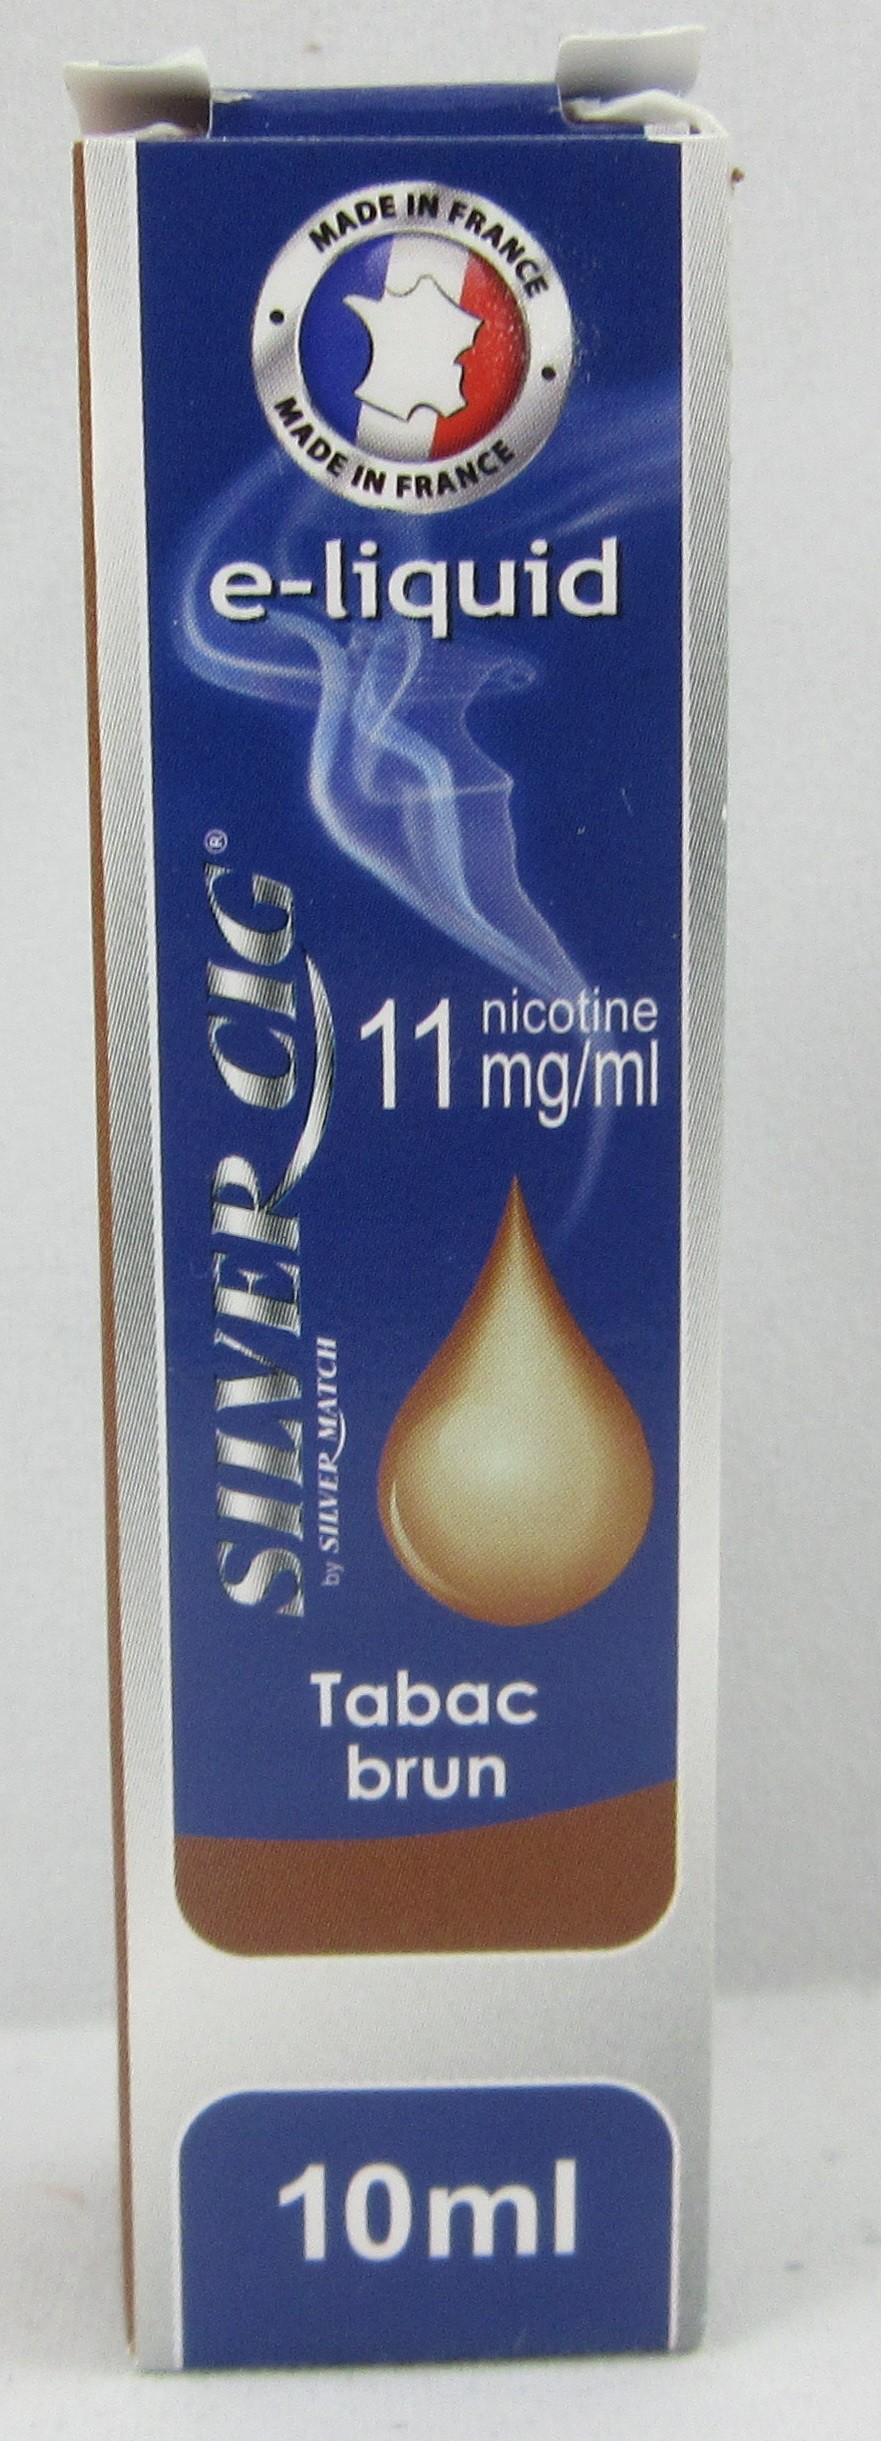 MADE IN FRANCE
MADE IN FRANCE
e-liquid
SILVER CIG®
by SILVER MATCH
11 nicotine
mg/ml
Tabac
brun
10ml